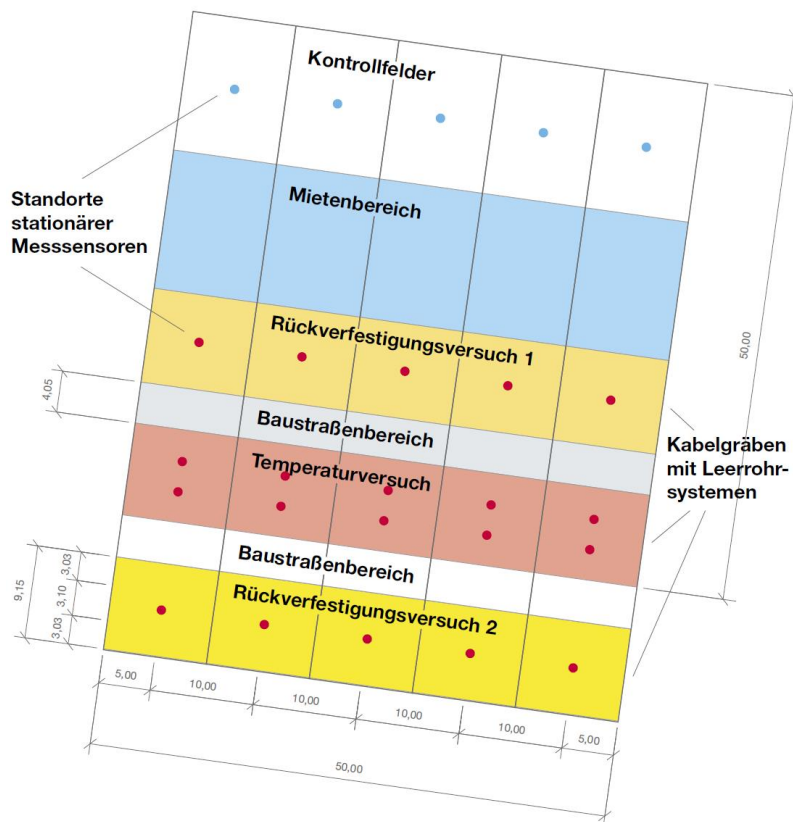 Kontrollfelder
Standorte
stationärer
Messsensoren
Mietenbereich
Rückverfestigungsversuch 1
50,00
4,05
Baustraßenbereich
Kabelgräben
mit Leerrohr-
systemen
Temperaturversuch
Baustraßenbereich
9,15
3,03
3,10
3,03
Rückverfestigungsversuch 2
5,00
10,00
10,00
10,00
10,00
5,00
50,00